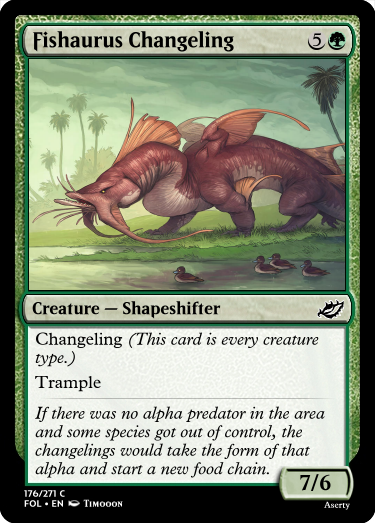 Fishaurus Changeling 5
Creature — Shapeshifter
Changeling (This card is every creature
type.)
Trample
If there was no alpha predator in the area
and some species got out of control, the
changelings would take the form of that
alpha and start a new food chain.
7/6
176/271 C
FOL • EN Timooon
Aserty